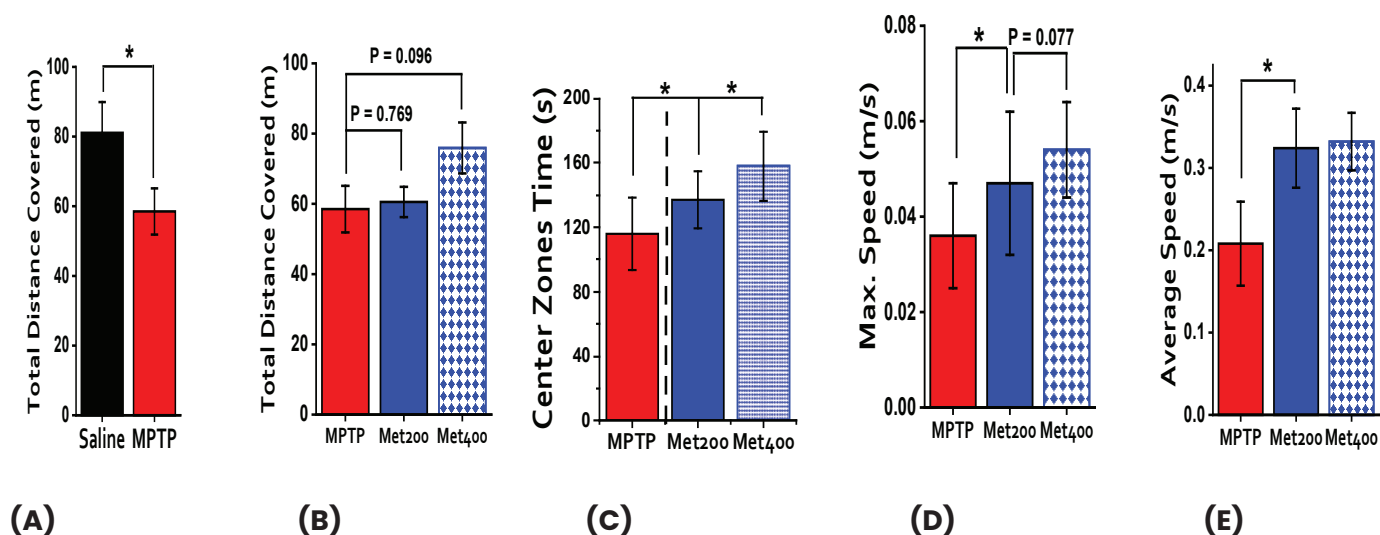 *
Total Distance Covered (m)
100
80
60
40
20
0
Saline MPTP
P = 0.096
P = 0.769
Total Distance Covered (m)
100
80
60
40
20
0
MPTP Met200 Met400
* *
Center Zones Time (s)
200
160
120
80
40
0
MPTP Met200 Met400
* P = 0.077
Max. Speed (m/s)
0.08
0.06
0.04
0.02
0.00
MPTP Met200 Met400
*
Average Speed (m/s)
0.4
0.3
0.2
0.1
0.0
MPTP Met200 Met400
(A) (B) (C) (D) (E)